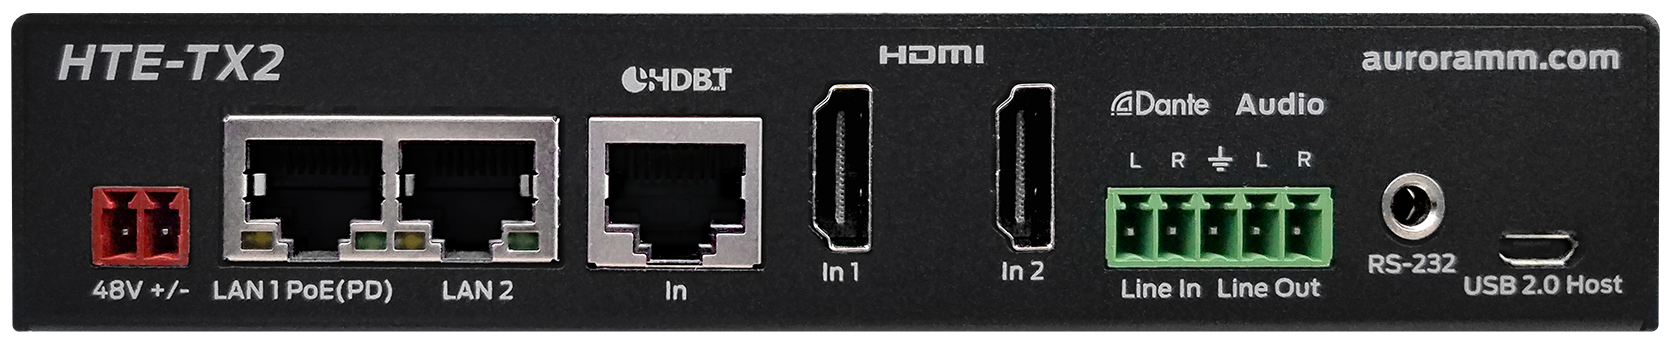 HTE-TX2
HDMI
auroramm.com
HDBT
Dante Audio
L R L R
48V +/-
LAN 1 PoE(PD)
LAN 2
In
In 1
In 2
Line In Line Out
RS-232
USB 2.0 Host